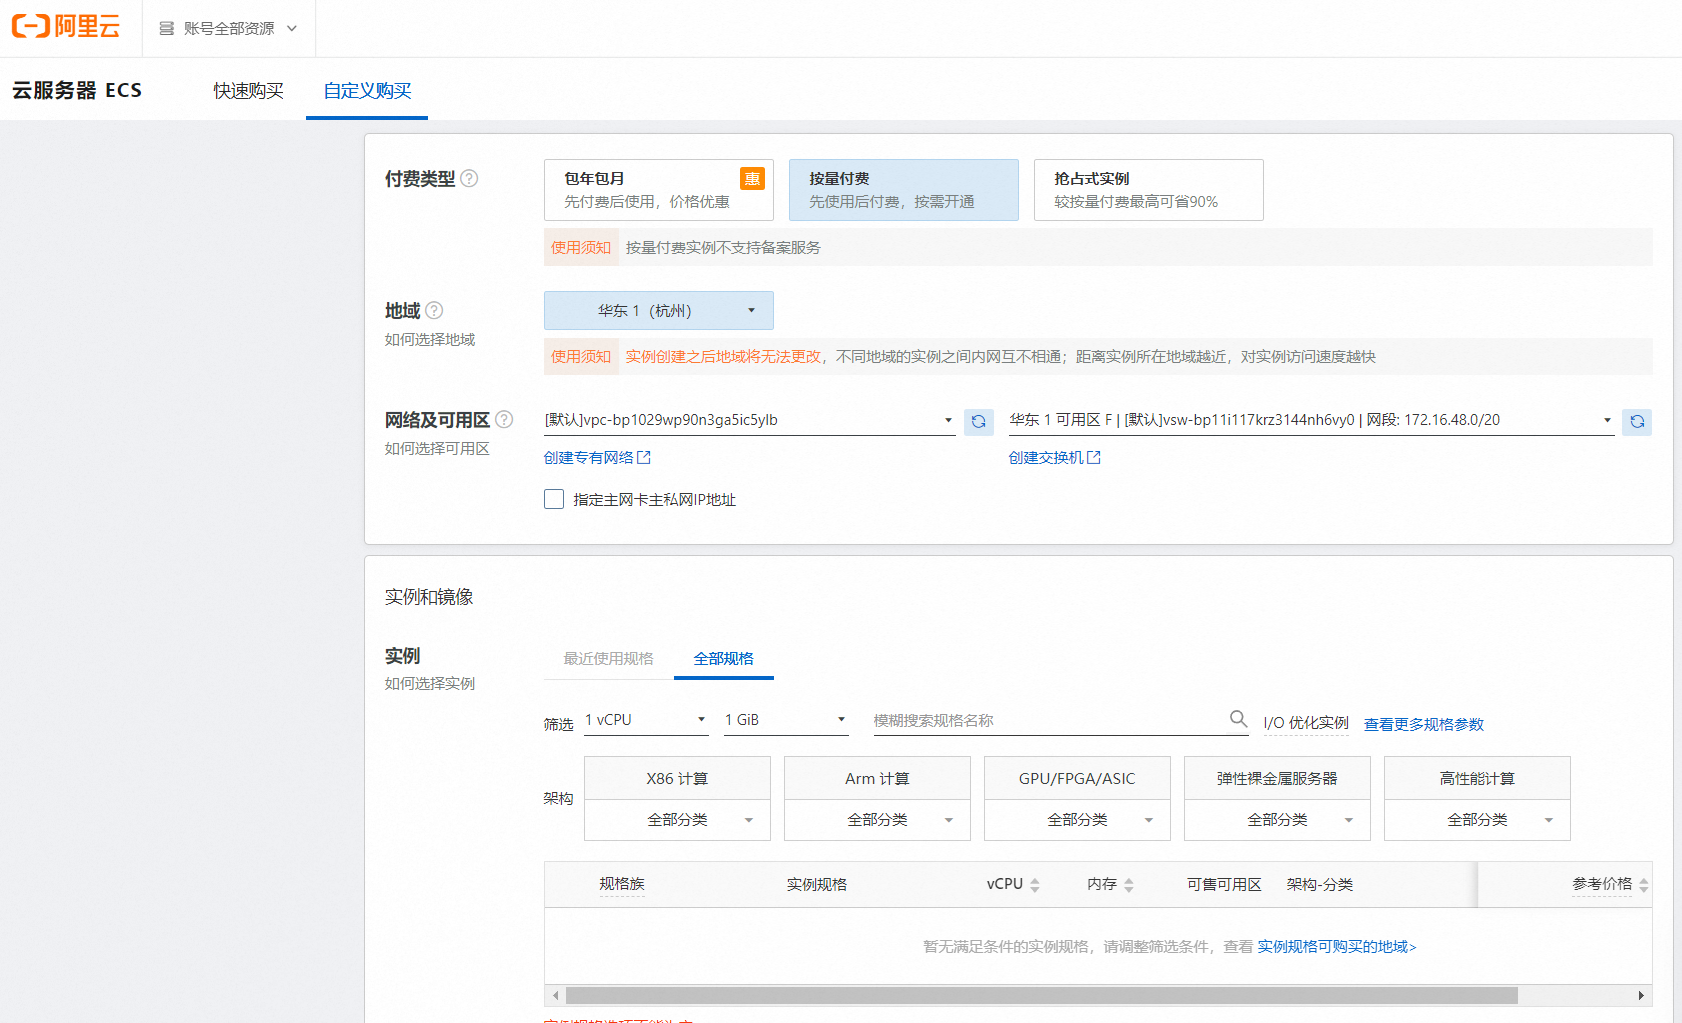 阿里云
账号全部资源
云服务器 ECS
快速购买
自定义购买
付费类型
包年包月
惠
先付费后使用，价格优惠
按量付费
先使用后付费，按需开通
抢占式实例
较按量付费最高可省90%
使用须知 按量付费实例不支持备案服务
地域
如何选择地域
华东 1（杭州）
使用须知 实例创建之后地域将无法更改，不同地域的实例之间内网互不相通；距离实例所在地域越近，对实例访问速度越快
网络及可用区
如何选择可用区
[默认]vpc-bp1029wp90n3ga5ic5ylb
华东 1 可用区 F | [默认]vsw-bp11i117krz3144nh6vy0 | 网段: 172.16.48.0/20
创建专有网络
创建交换机
指定主网卡主私网IP地址
实例和镜像
实例
如何选择实例
最近使用规格
全部规格
筛选 1 vCPU 1 GiB 模糊搜索规格名称 I/O 优化实例 查看更多规格参数
架构
X86 计算
全部分类
Arm 计算
全部分类
GPU/FPGA/ASIC
全部分类
弹性裸金属服务器
全部分类
高性能计算
全部分类
规格族 实例规格 vCPU 内存 可售可用区 架构-分类 参考价格
暂无满足条件的实例规格，请调整筛选条件，查看 实例规格可购买的地域>